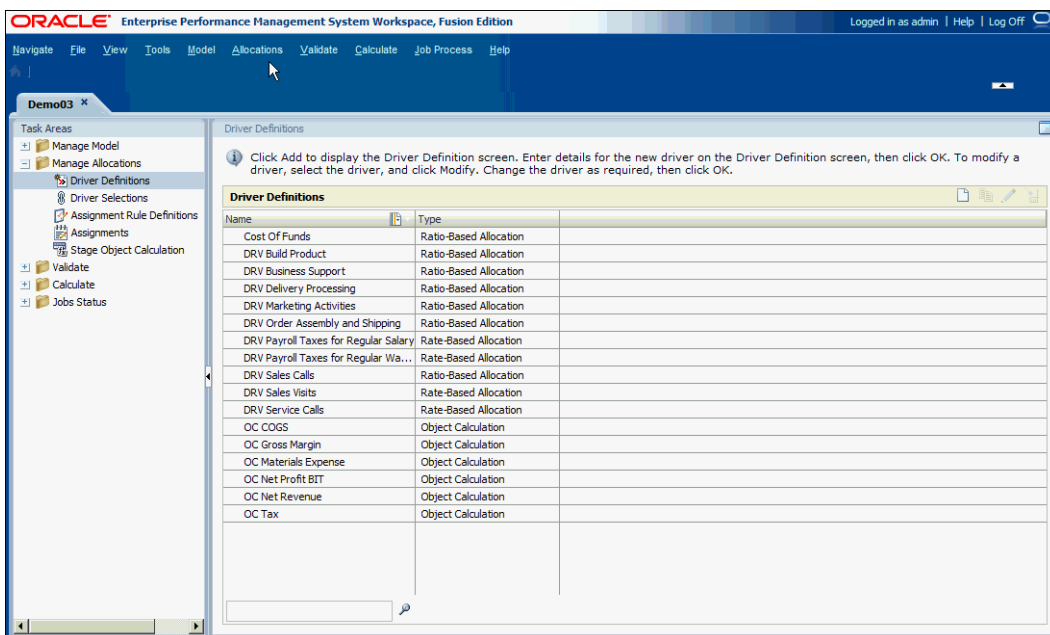 ORACLE® Enterprise Performance Management System Workspace, Fusion Edition
Logged in as admin | Help | Log Off
Navigate File View Tools Model Allocations Validate Calculate Job Process Help
Demo03 ×
Task Areas
Manage Model
Manage Allocations
Driver Definitions
Driver Selections
Assignment Rule Definitions
Assignments
Stage Object Calculation
Validate
Calculate
Jobs Status
Driver Definitions
Click Add to display the Driver Definition screen. Enter details for the new driver on the Driver Definition screen, then click OK. To modify a
driver, select the driver, and click Modify. Change the driver as required, then click OK.
Driver Definitions
Name Type
Cost Of Funds Ratio-Based Allocation
DRV Build Product Ratio-Based Allocation
DRV Business Support Ratio-Based Allocation
DRV Delivery Processing Ratio-Based Allocation
DRV Marketing Activities Ratio-Based Allocation
DRV Order Assembly and Shipping Ratio-Based Allocation
DRV Payroll Taxes for Regular Salary Rate-Based Allocation
DRV Payroll Taxes for Regular Wa... Rate-Based Allocation
DRV Sales Calls Ratio-Based Allocation
DRV Sales Visits Rate-Based Allocation
DRV Service Calls Rate-Based Allocation
OC COGS Object Calculation
OC Gross Margin Object Calculation
OC Materials Expense Object Calculation
OC Net Profit BIT Object Calculation
OC Net Revenue Object Calculation
OC Tax Object Calculation